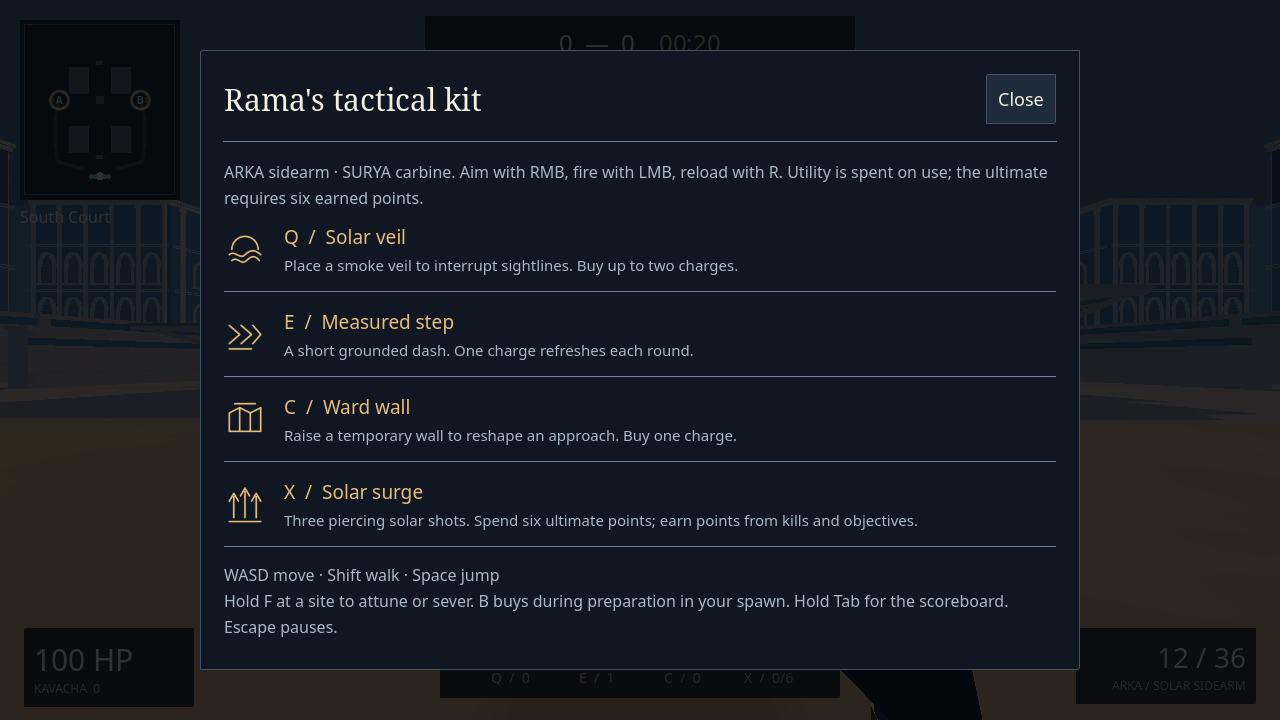 0 — 0 00:20
A
B
South Court
Rama's tactical kit
Close
ARKA sidearm · SURYA carbine. Aim with RMB, fire with LMB, reload with R. Utility is spent on use; the ultimate
requires six earned points.
Q / Solar veil
Place a smoke veil to interrupt sightlines. Buy up to two charges.
E / Measured step
A short grounded dash. One charge refreshes each round.
C / Ward wall
Raise a temporary wall to reshape an approach. Buy one charge.
X / Solar surge
Three piercing solar shots. Spend six ultimate points; earn points from kills and objectives.
WASD move · Shift walk · Space jump
Hold F at a site to attune or sever. B buys during preparation in your spawn. Hold Tab for the scoreboard.
Escape pauses.
100 HP
KAVACHA 0
Q / 0 E / 1 C / 0 X / 0/6
12 / 36
ARKA / SOLAR SIDEARM